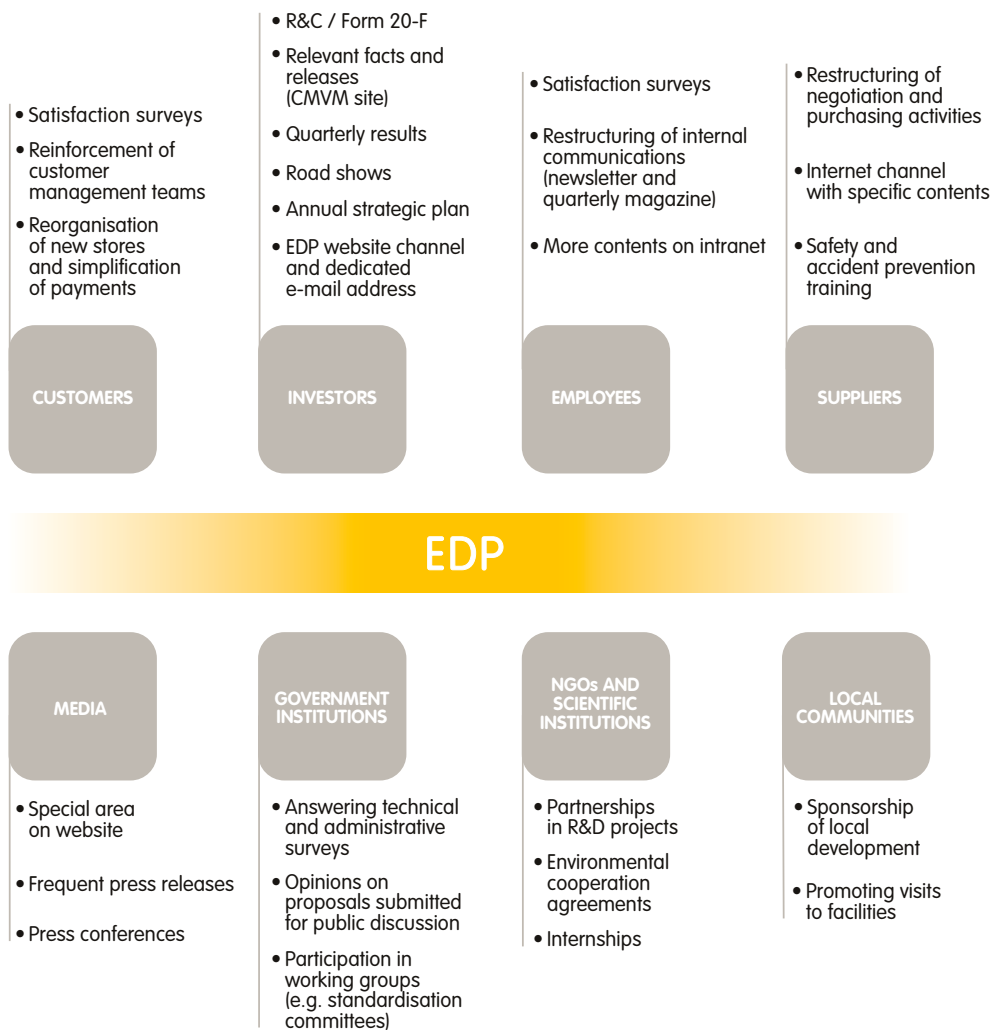 • Satisfaction surveys
• Reinforcement of
customer
management teams
• Reorganisation
of new stores
and simplification
of payments
CUSTOMERS
• R&C / Form 20-F
• Relevant facts and
releases
(CMVM site)
• Quarterly results
• Road shows
• Annual strategic plan
• EDP website channel
and dedicated
e-mail address
INVESTORS
• Satisfaction surveys
• Restructuring of internal
communications
(newsletter and
quarterly magazine)
• More contents on intranet
EMPLOYEES
• Restructuring of
negotiation and
purchasing activities
• Internet channel
with specific contents
• Safety and
accident prevention
training
SUPPLIERS
EDP
MEDIA
• Special area
on website
• Frequent press releases
• Press conferences
GOVERNMENT
INSTITUTIONS
• Answering technical
and administrative
surveys
• Opinions on
proposals submitted
for public discussion
• Participation in
working groups
(e.g. standardisation
committees)
NGOs AND
SCIENTIFIC
INSTITUTIONS
• Partnerships
in R&D projects
• Environmental
cooperation
agreements
• Internships
LOCAL
COMMUNITIES
• Sponsorship
of local
development
• Promoting visits
to facilities